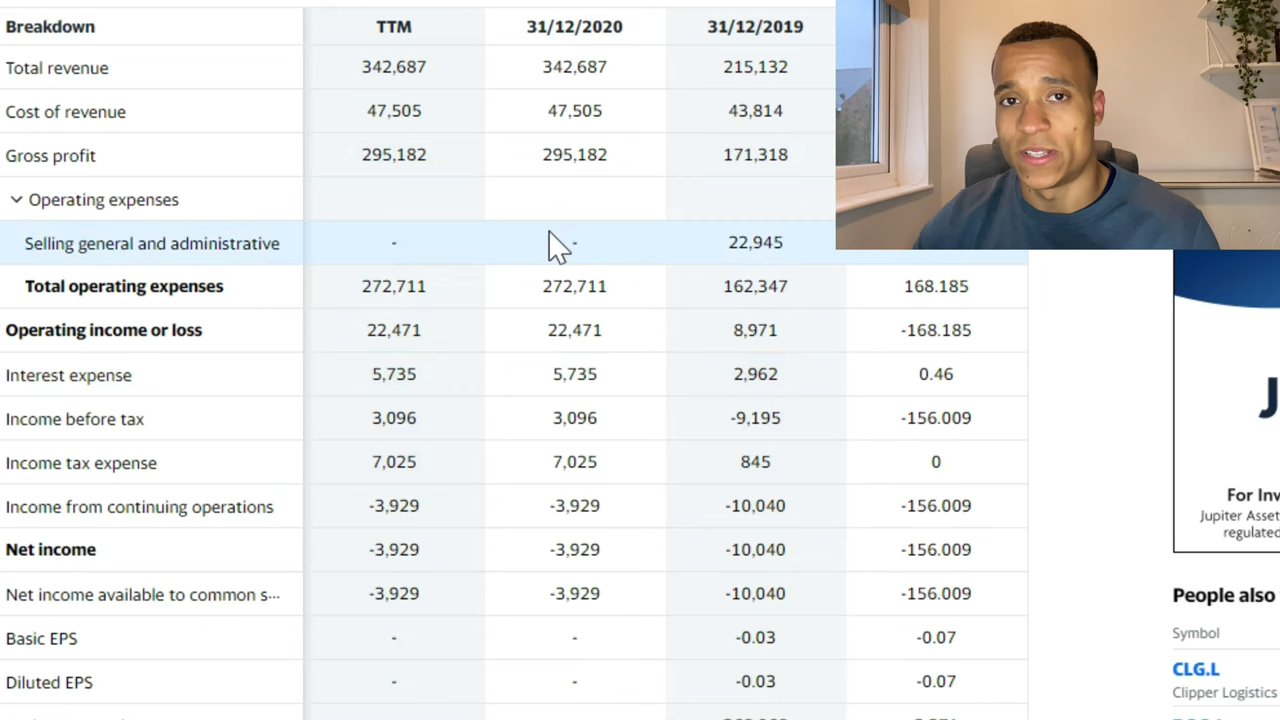 Breakdown TTM 31/12/2020 31/12/2019
Total revenue 342,687 342,687 215,132
Cost of revenue 47,505 47,505 43,814
Gross profit 295,182 295,182 171,318
Operating expenses
Selling general and administrative - - 22,945
Total operating expenses 272,711 272,711 162,347 168.185
Operating income or loss 22,471 22,471 8,971 -168.185
Interest expense 5,735 5,735 2,962 0.46
Income before tax 3,096 3,096 -9,195 -156.009
Income tax expense 7,025 7,025 845 0
Income from continuing operations -3,929 -3,929 -10,040 -156.009
Net income -3,929 -3,929 -10,040 -156.009
Net income available to common s... -3,929 -3,929 -10,040 -156.009
Basic EPS - - -0.03 -0.07
Diluted EPS - - -0.03 -0.07
J
For Inv
Jupiter Asset
regulated
People also
Symbol
CLG.L
Clipper Logistics